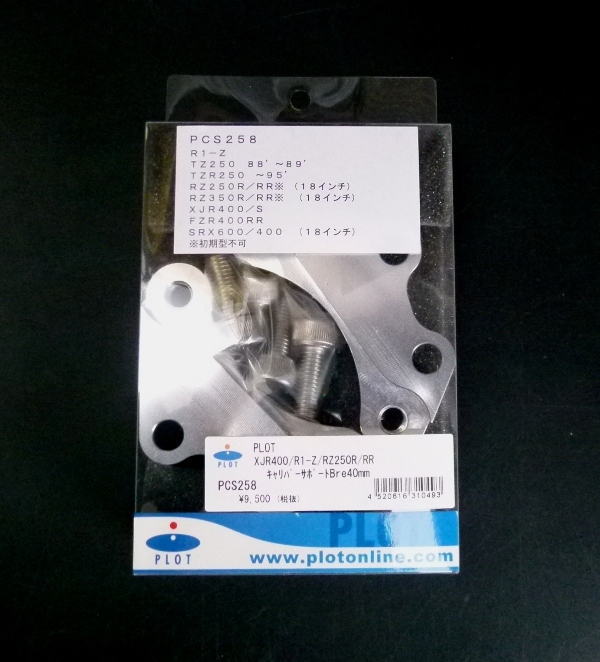 PCS258
R1-Z
TZ250 88'~89'
TZR250 ~95'
RZ250R/RR※ (18インチ)
RZ350R/RR※ (18インチ)
XJR400/S
FZR400RR
SRX600/400 (18インチ)
※初期型不可
PLOT
PLOT
XJR400/R1-Z/RZ250R/RR
ｷｬﾘﾊﾟｰｻﾎﾟｰﾄBre40mm
PCS258
¥9,500 (税抜)
4 520616 310493
PLOT
PLOT
www.plotonline.com